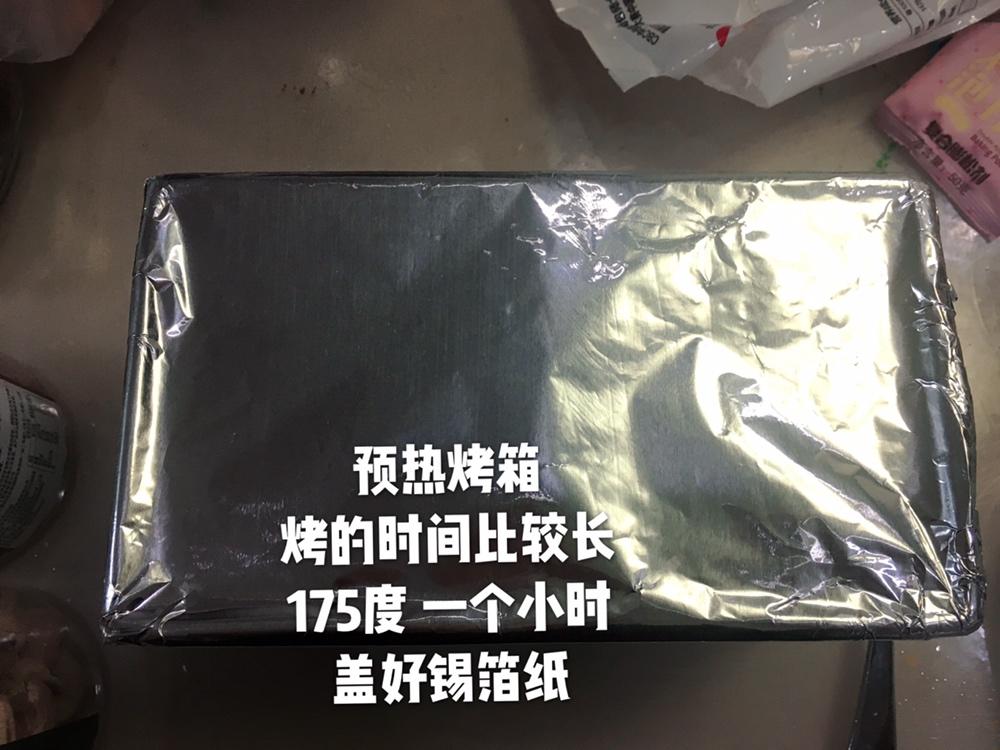 预热烤箱
烤的时间比较长
175度 一个小时
盖好锡箔纸